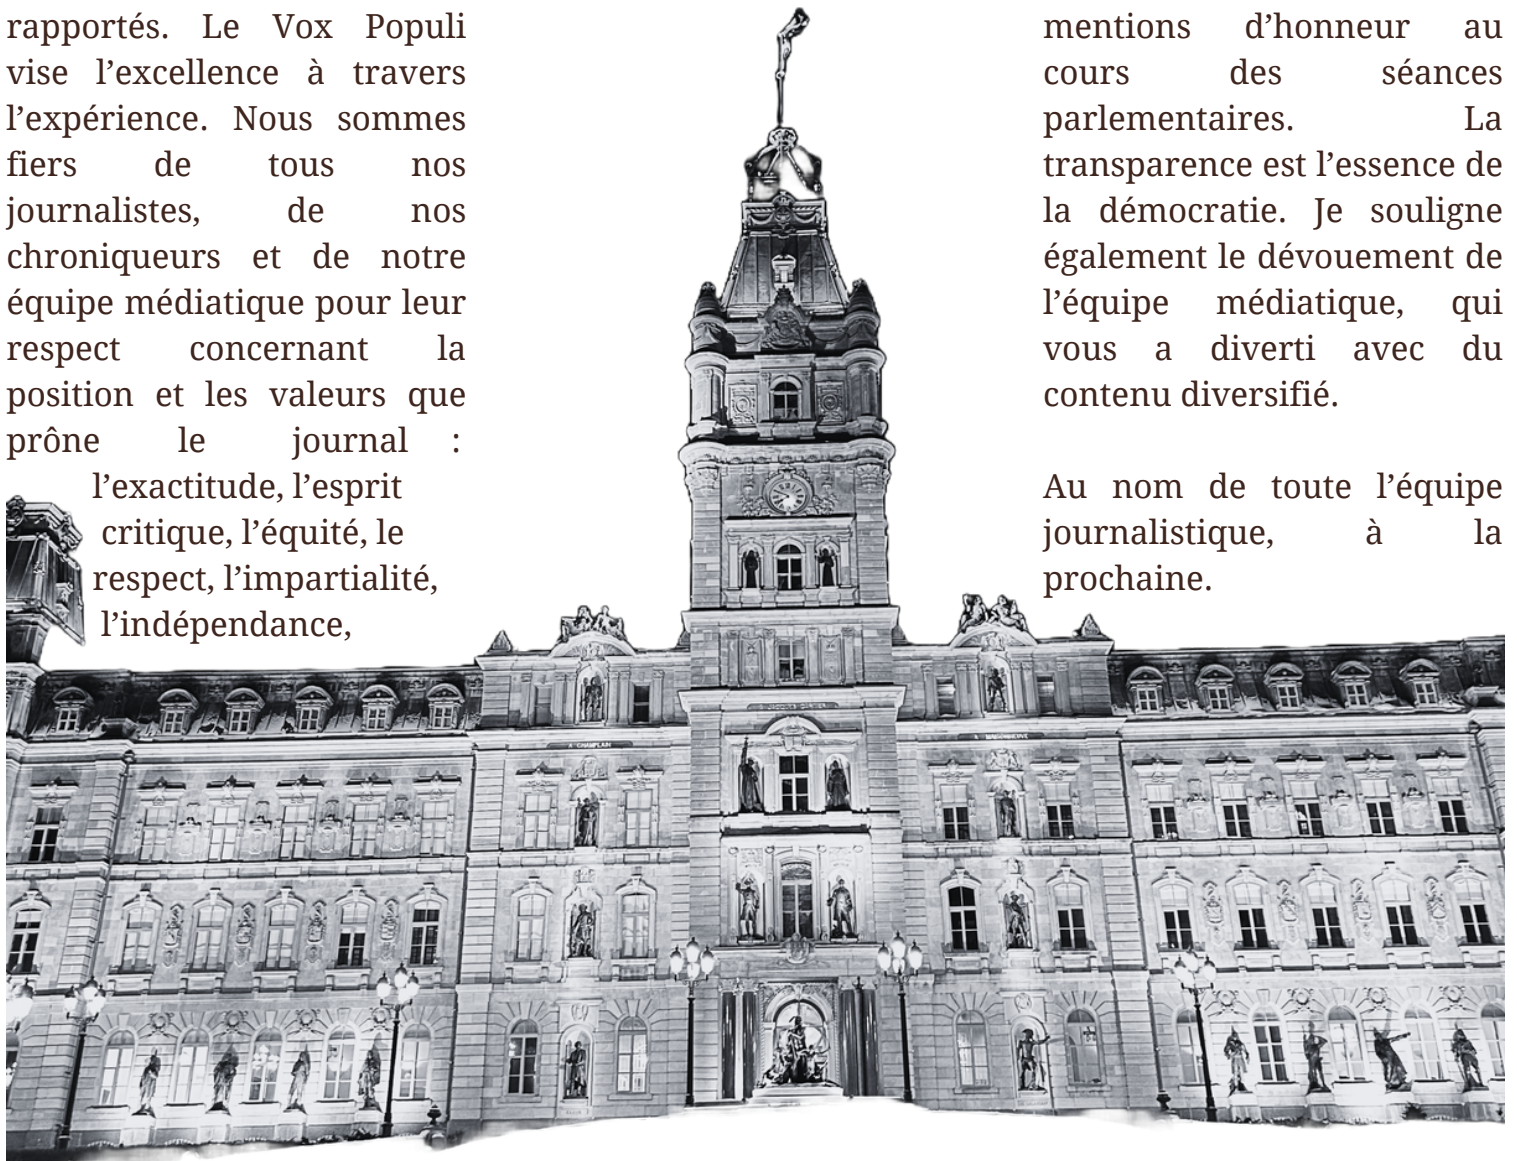 rapportés. Le Vox Populi
vise l’excellence à travers
l’expérience. Nous sommes
fiers de tous nos
journalistes, de nos
chroniqueurs et de notre
équipe médiatique pour leur
respect concernant la
position et les valeurs que
prône le journal :
l’exactitude, l’esprit
critique, l’équité, le
respect, l’impartialité,
l’indépendance,
mentions d’honneur au
cours des séances
parlementaires. La
transparence est l’essence de
la démocratie. Je souligne
également le dévouement de
l’équipe médiatique, qui
vous a diverti avec du
contenu diversifié.
Au nom de toute l’équipe
journalistique, à la
prochaine.
A JACQUES CARTIER
A CHAMPLAIN
A MAISONNEUVE